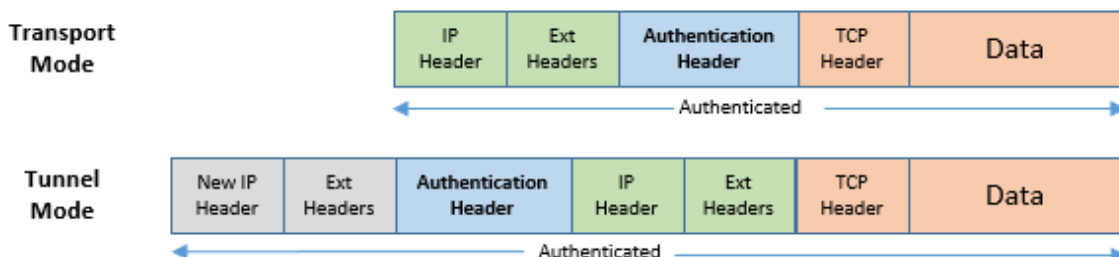 Transport
Mode
IP
Header
Ext
Headers
Authentication
Header
TCP
Header
Data
Authenticated
Tunnel
Mode
New IP
Header
Ext
Headers
Authentication
Header
IP
Header
Ext
Headers
TCP
Header
Data
Authenticated